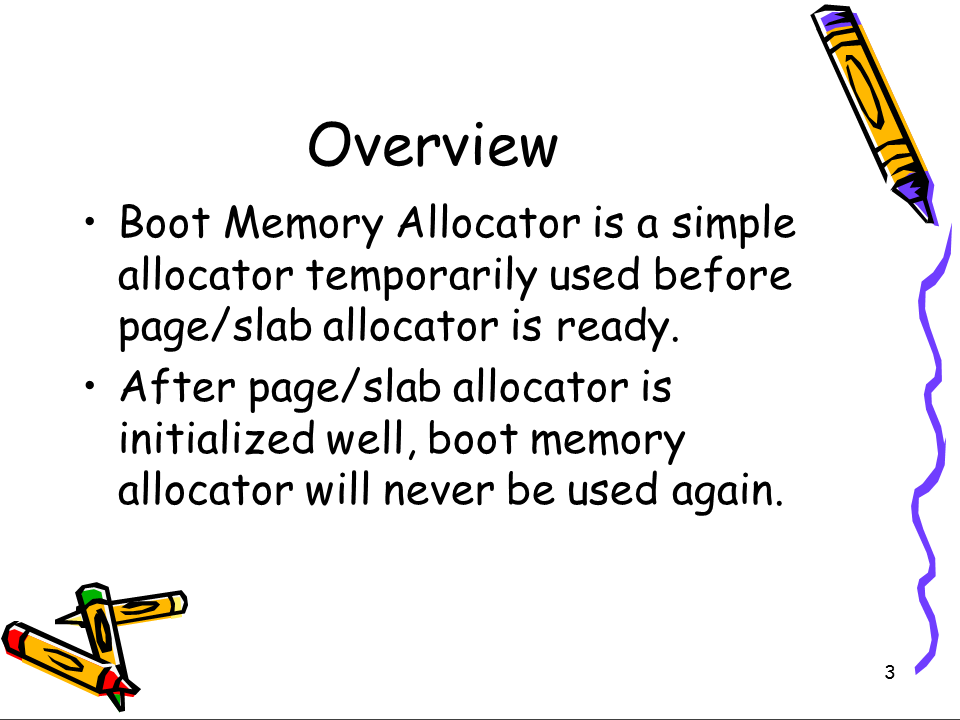 Overview
• Boot Memory Allocator is a simple
allocator temporarily used before
page/slab allocator is ready.
• After page/slab allocator is
initialized well, boot memory
allocator will never be used again.
3